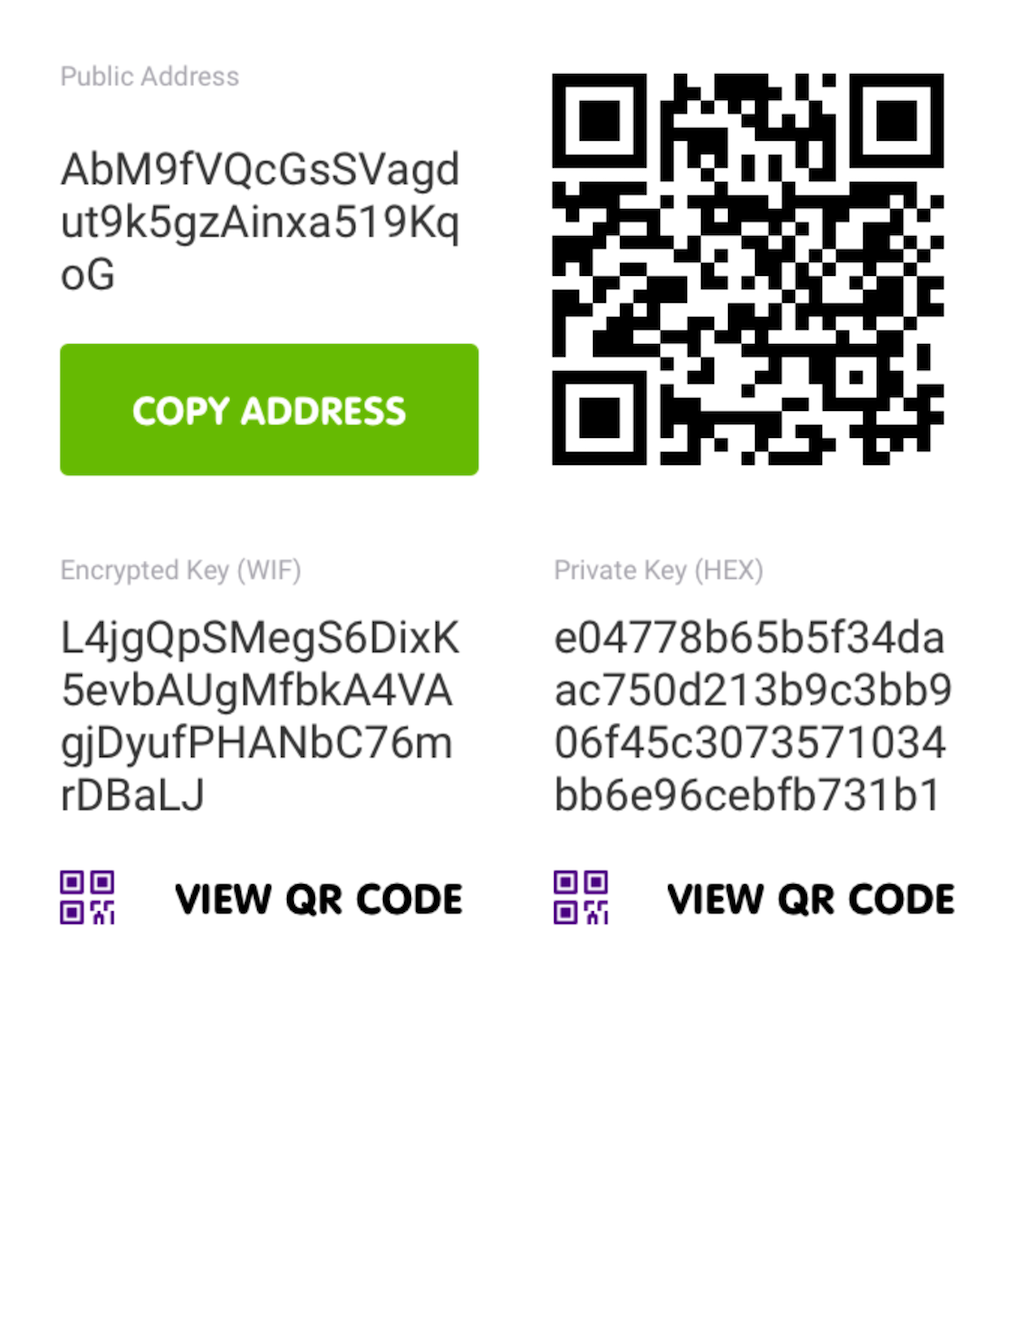 Public Address
AbM9fVQcGsSVagd
ut9k5gzAinxa519Kq
oG
COPY ADDRESS
Encrypted Key (WIF)
L4jgQpSMegS6DixK
5evbAUgMfbkA4VA
gjDyufPHANbC76m
rDBaLJ
VIEW QR CODE
Private Key (HEX)
e04778b65b5f34da
ac750d213b9c3bb9
06f45c3073571034
bb6e96cebfb731b1
VIEW QR CODE